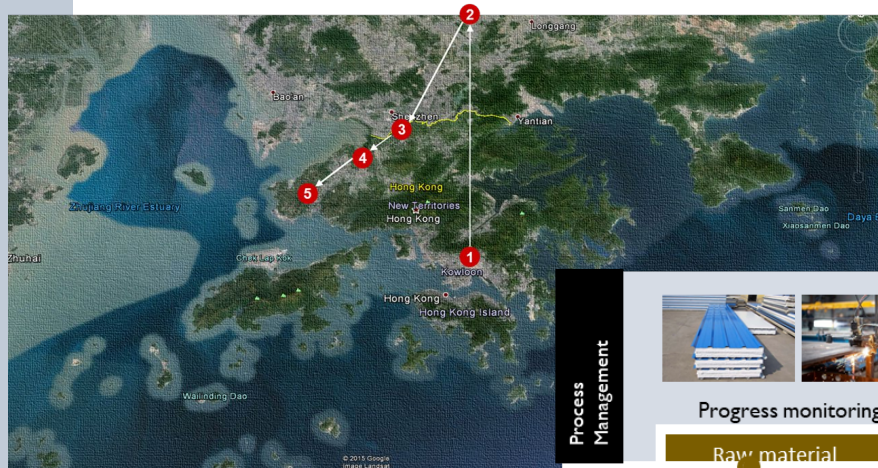 2
Longgang
Bao'an
Shenzhen
3
Yantian
4
5
Hong Kong
New Territories
Hong Kong
Zhujiang River Estuary
Sanmen Dao
Xiaosanmen Dao
Daya
Zhuhai
Chek Lap Kok
1
Kowloon
Hong Kong
Hong Kong Island
Wailinding Dao
© 2015 Google
Image Landsat
Process
Management
Progress monitoring
Raw material